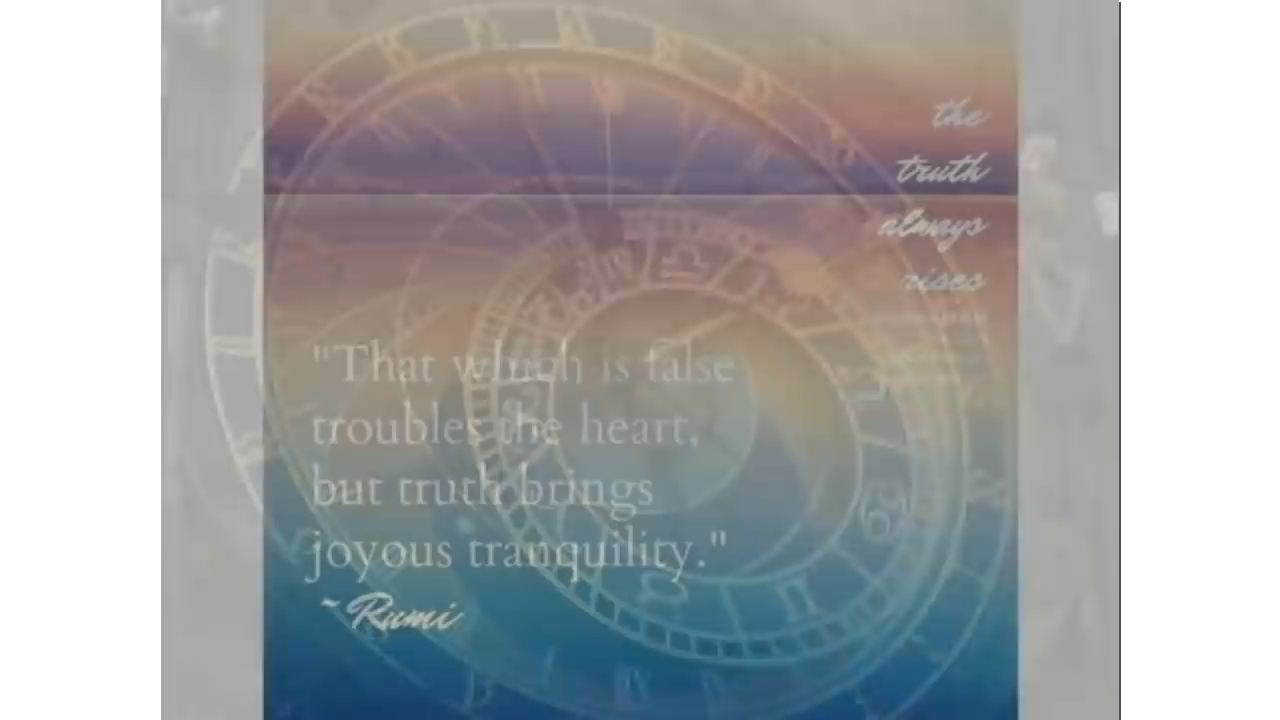 the
truth
always
rises
"That which is false
troubles the heart,
but truth brings
joyous tranquility."
~ Rumi